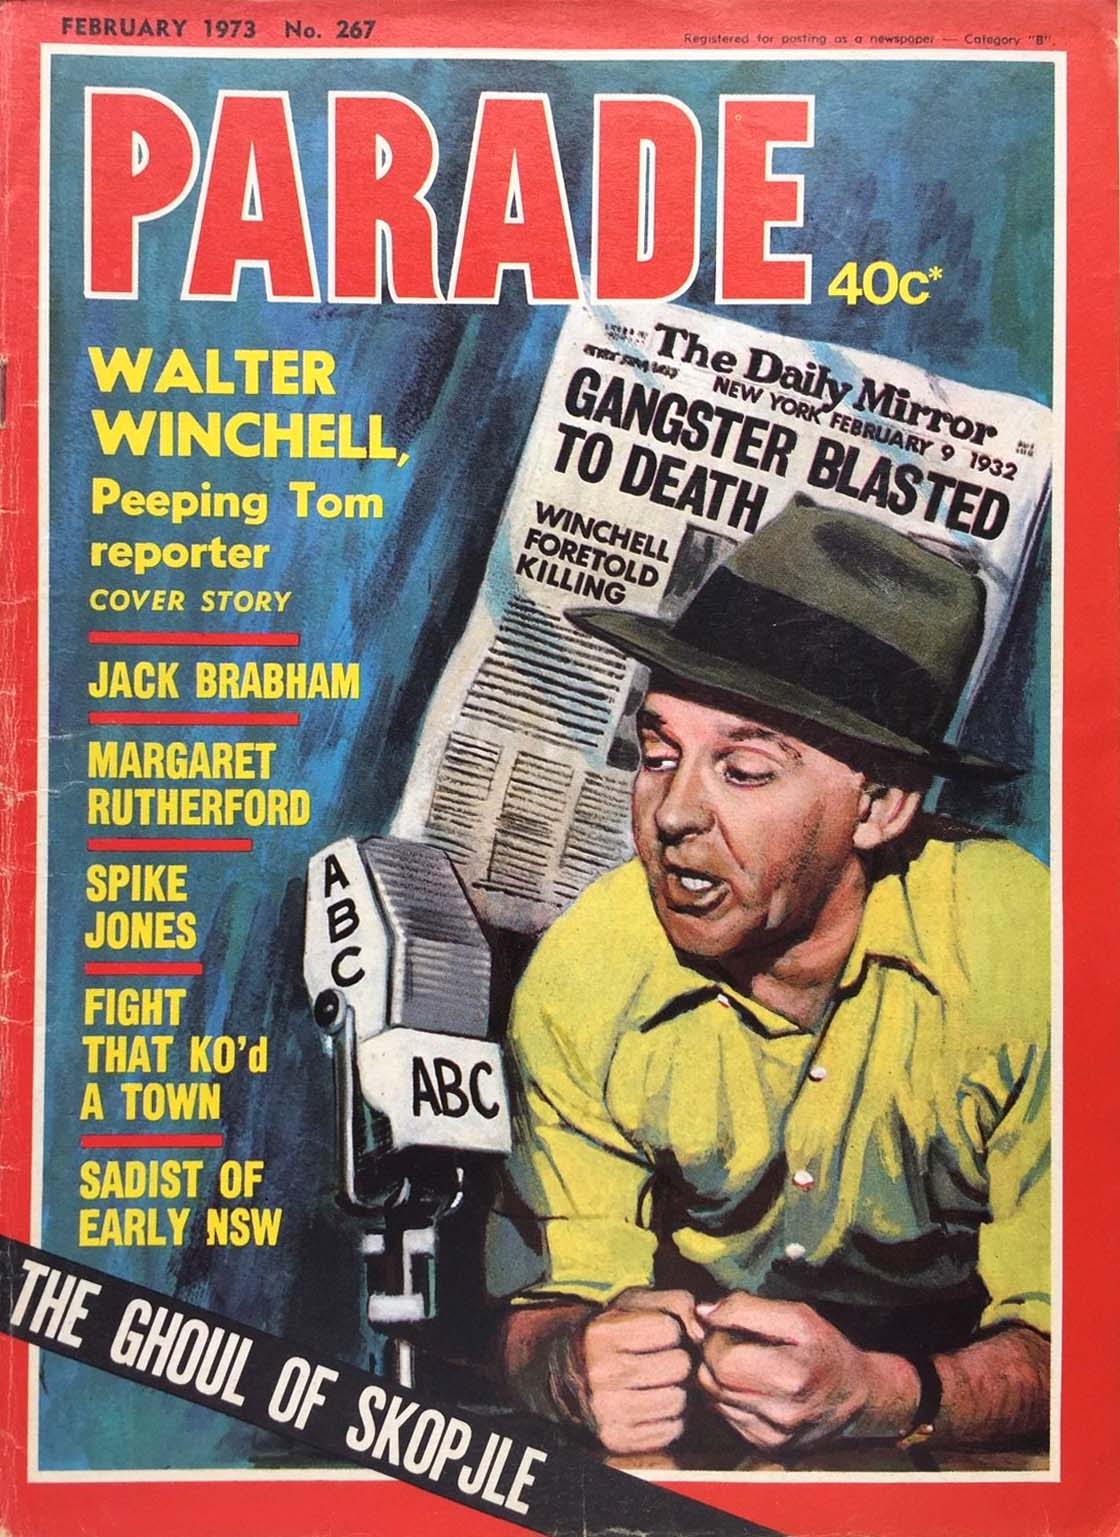 FEBRUARY 1973 No. 267
Registered for posting as a newspaper — Category "B".
PARADE
40c*
WALTER
WINCHELL,
Peeping Tom
reporter
COVER STORY
JACK BRABHAM
MARGARET
RUTHERFORD
SPIKE
JONES
FIGHT
THAT KO'd
A TOWN
SADIST OF
EARLY NSW
THE GHOUL OF SKOPJLE
The Daily Mirror
NEW YORK FEBRUARY 9 1932
GANGSTER BLASTED
TO DEATH
WINCHELL
FORETOLD
KILLING
ABC
ABC